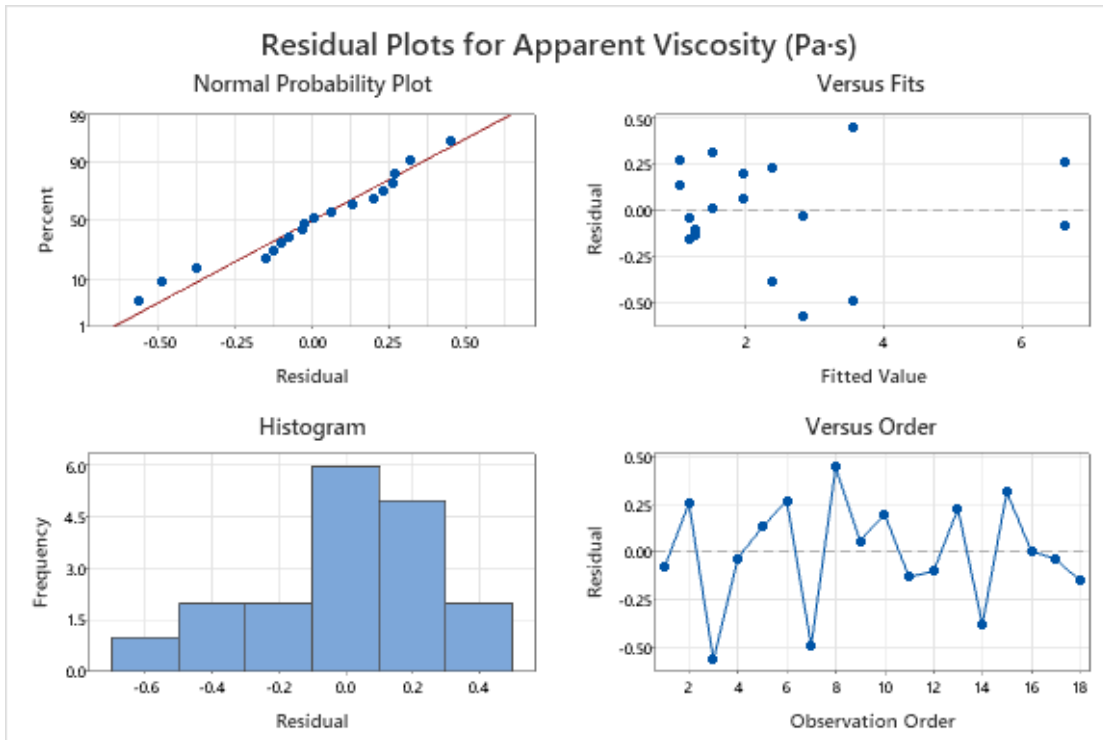 Residual Plots for Apparent Viscosity (Pa·s)
Normal Probability Plot
99
90
50
10
1
Percent
-0.50 -0.25 0.00 0.25 0.50
Residual
Versus Fits
0.50
0.25
0.00
-0.25
-0.50
Residual
2 4 6
Fitted Value
Histogram
6.0
4.5
3.0
1.5
0.0
Frequency
-0.6 -0.4 -0.2 0.0 0.2 0.4
Residual
Versus Order
0.50
0.25
0.00
-0.25
-0.50
Residual
2 4 6 8 10 12 14 16 18
Observation Order